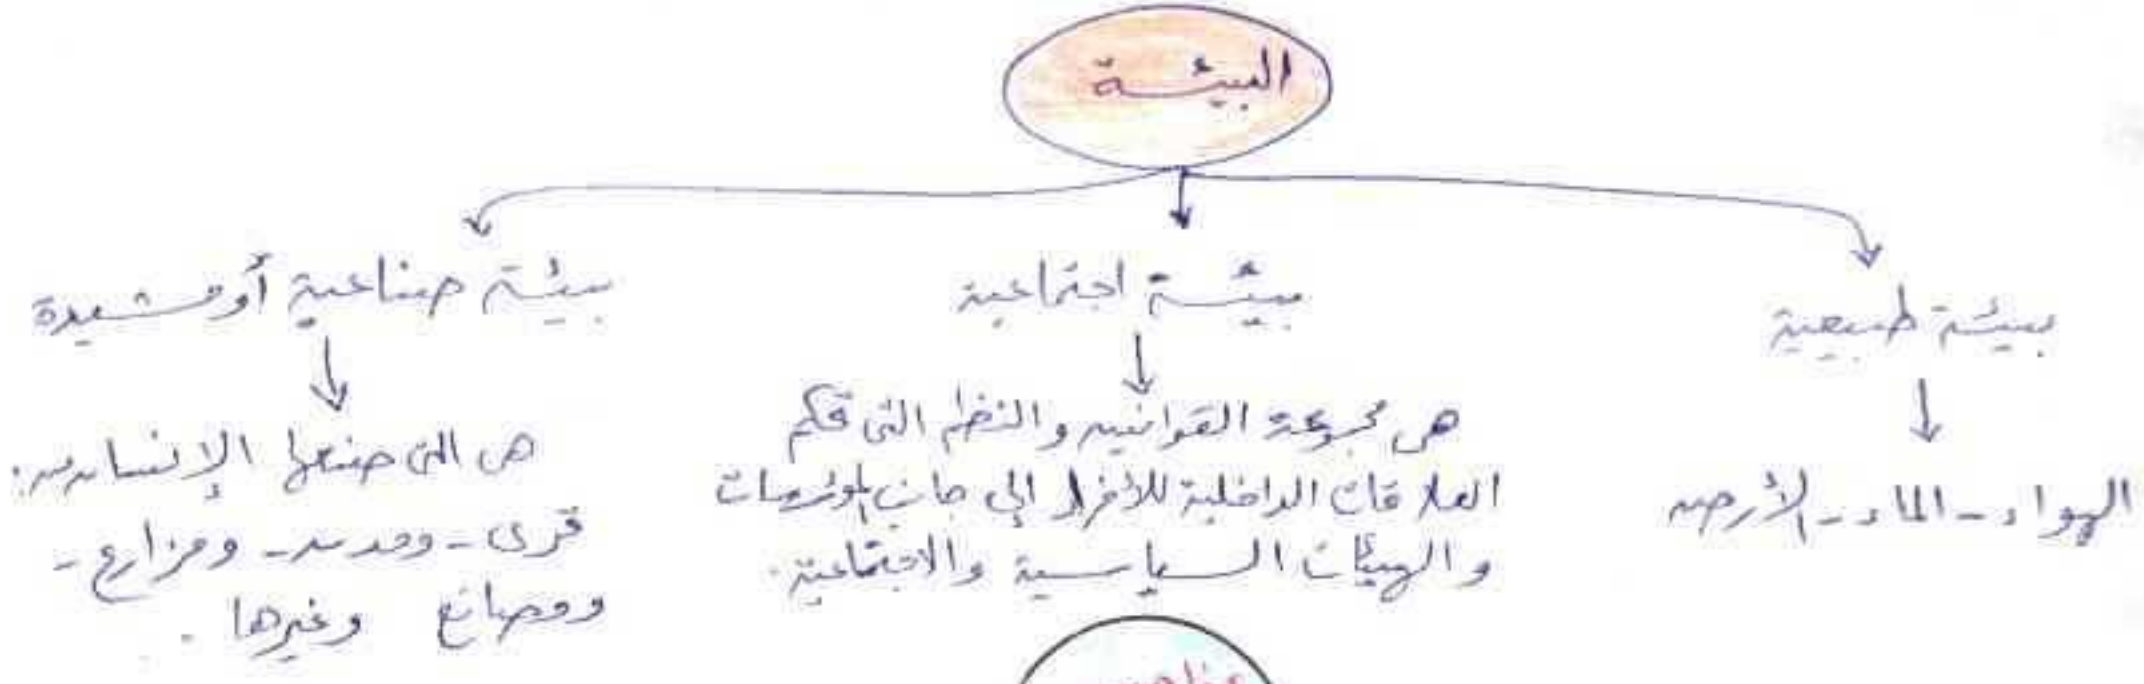 البيئة
بيئة طبيعية
الهواء - الماء - الأرض
بيئة اجتماعية
هي مجموعة القوانين والنظم التي تحكم
العلاقات الداخلية للأفراد إلى جانب المؤسسات
والهيئات السياسية والاجتماعية.
بيئة صناعية أو مشيدة
هي التي صنعها الإنسان من:
قرى - ومدن - ومزارع -
ومصانع وغيرها .